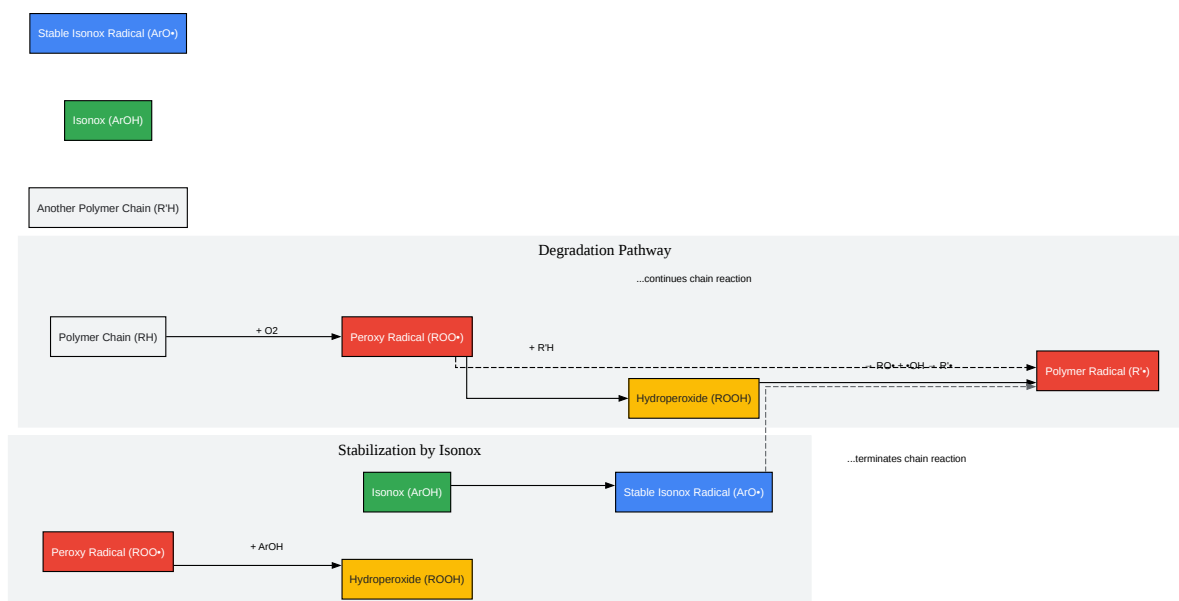 Stable Isonox Radical (ArO•)
Isonox (ArOH)
Another Polymer Chain (R'H)
Degradation Pathway
...continues chain reaction
Polymer Chain (RH)
+ O2
Peroxy Radical (ROO•)
+ R'H
→ RO• + •OH → R'•
Polymer Radical (R'•)
Hydroperoxide (ROOH)
Stabilization by Isonox
...terminates chain reaction
Isonox (ArOH)
Stable Isonox Radical (ArO•)
Peroxy Radical (ROO•)
+ ArOH
Hydroperoxide (ROOH)